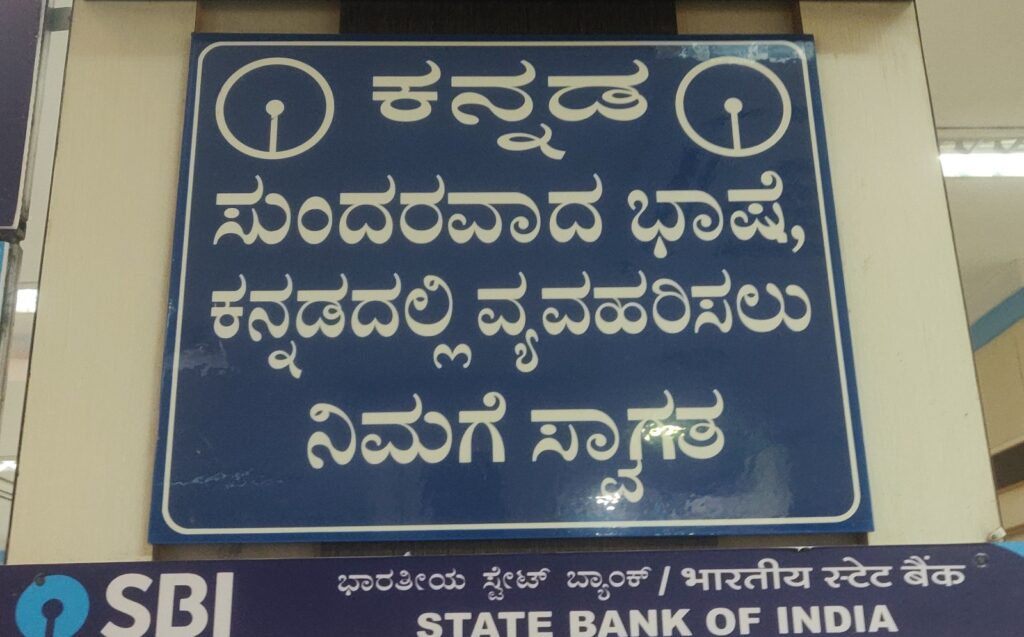 ಕನ್ನಡ
ಸುಂದರವಾದ ಭಾಷೆ,
ಕನ್ನಡದಲ್ಲಿ ವ್ಯವಹರಿಸಲು
ನಿಮಗೆ ಸ್ವಾಗತ
SBI ಭಾರತೀಯ ಸ್ಟೇಟ್ ಬ್ಯಾಂಕ್ / भारतीय स्टेट बैंक
STATE BANK OF INDIA